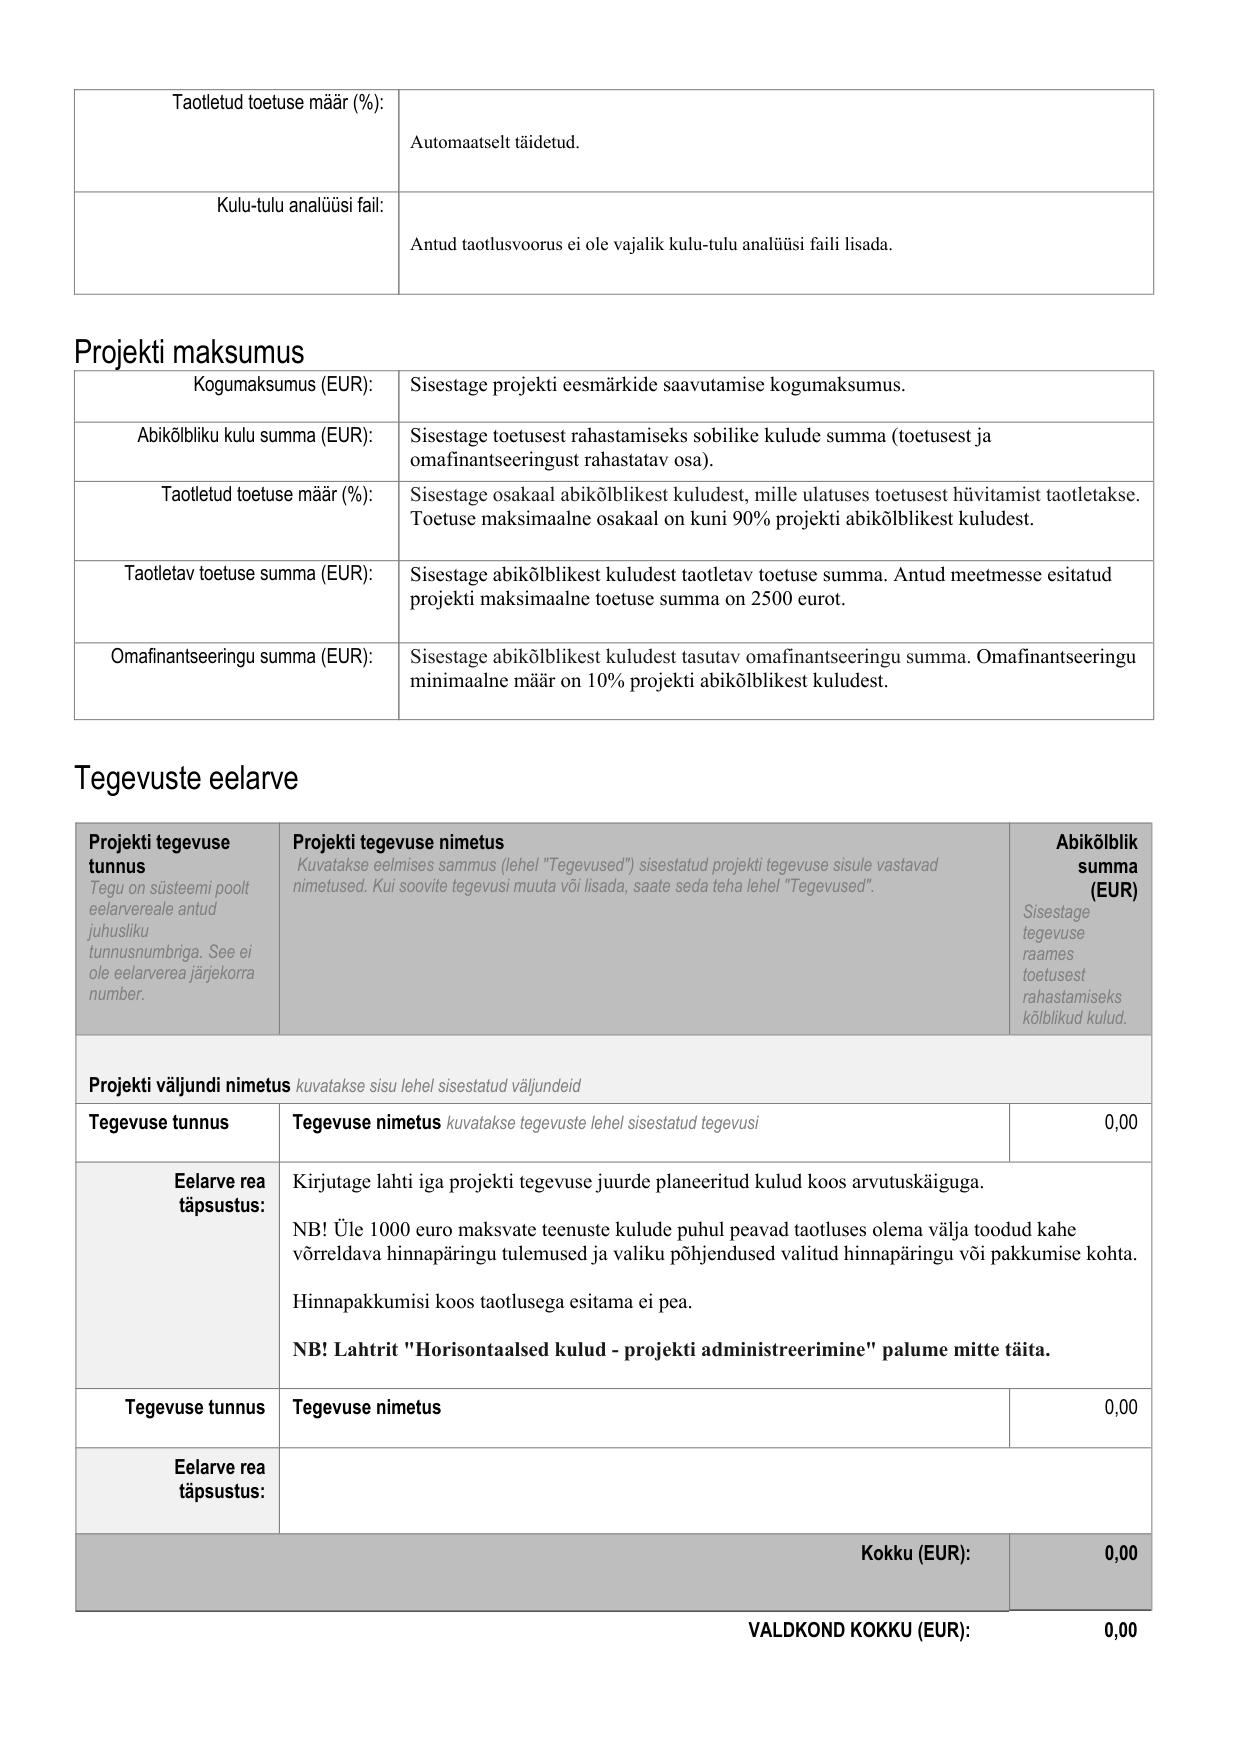 Taotletud toetuse määr (%):
Automaatselt täidetud.
Kulu-tulu analüüsi fail:
Antud taotlusvoorus ei ole vajalik kulu-tulu analüüsi faili lisada.
Projekti maksumus
Kogumaksumus (EUR):
Sisestage projekti eesmärkide saavutamise kogumaksumus.
Abikõlbliku kulu summa (EUR):
Sisestage toetusest rahastamiseks sobilike kulude summa (toetusest ja
omafinantseeringust rahastatav osa).
Taotletud toetuse määr (%):
Sisestage osakaal abikõlblikest kuludest, mille ulatuses toetusest hüvitamist taotletakse.
Toetuse maksimaalne osakaal on kuni 90% projekti abikõlblikest kuludest.
Taotletav toetuse summa (EUR):
Sisestage abikõlblikest kuludest taotletav toetuse summa. Antud meetmesse esitatud
projekti maksimaalne toetuse summa on 2500 eurot.
Omafinantseeringu summa (EUR):
Sisestage abikõlblikest kuludest tasutav omafinantseeringu summa. Omafinantseeringu
minimaalne määr on 10% projekti abikõlblikest kuludest.
Tegevuste eelarve
Projekti tegevuse
tunnus
Tegu on süsteemi poolt
eelarvereale antud
juhusliku
tunnusnumbriga. See ei
ole eelarverea järjekorra
number.
Projekti tegevuse nimetus
Kuvatakse eelmises sammus (lehel "Tegevused") sisestatud projekti tegevuse sisule vastavad
nimetused. Kui soovite tegevusi muuta või lisada, saate seda teha lehel "Tegevused".
Abikõlblik
summa
(EUR)
Sisestage
tegevuse
raames
toetusest
rahastamiseks
kõlblikud kulud.
Projekti väljundi nimetus kuvatakse sisu lehel sisestatud väljundeid
Tegevuse tunnus
Tegevuse nimetus kuvatakse tegevuste lehel sisestatud tegevusi
0,00
Eelarve rea
täpsustus:
Kirjutage lahti iga projekti tegevuse juurde planeeritud kulud koos arvutuskäiguga.
NB! Üle 1000 euro maksvate teenuste kulude puhul peavad taotluses olema välja toodud kahe
võrreldava hinnapäringu tulemused ja valiku põhjendused valitud hinnapäringu või pakkumise kohta.
Hinnapakkumisi koos taotlusega esitama ei pea.
NB! Lahtrit "Horisontaalsed kulud - projekti administreerimine" palume mitte täita.
Tegevuse tunnus
Tegevuse nimetus
0,00
Eelarve rea
täpsustus:
Kokku (EUR):
0,00
VALDKOND KOKKU (EUR):
0,00